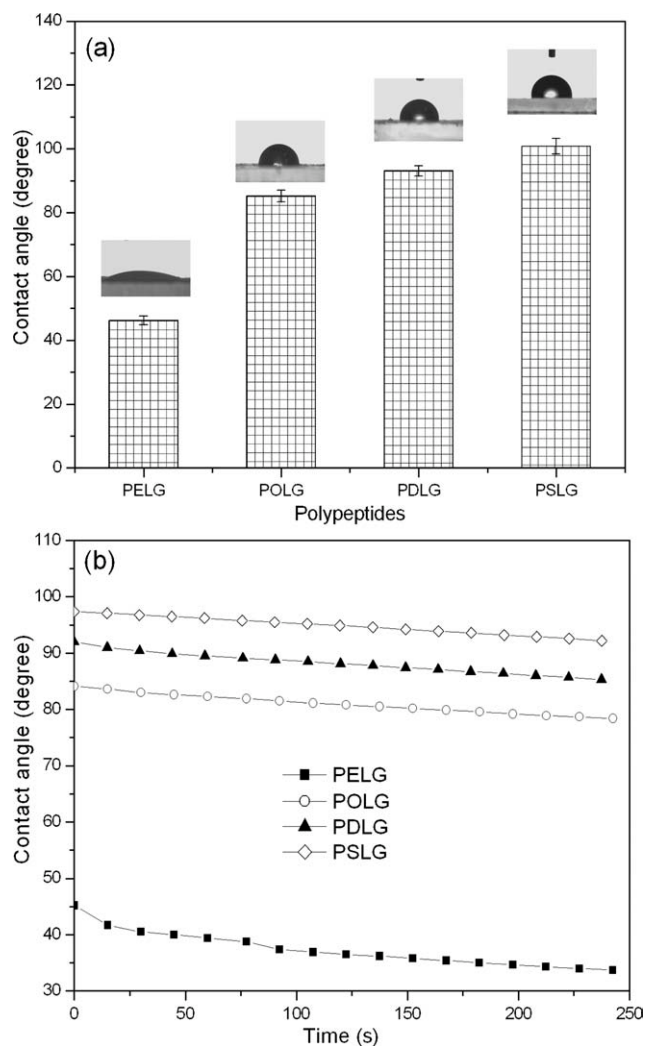 (a)
Contact angle (degree)
140
120
100
80
60
40
20
0
PELG POLG PDLG PSLG
Polypeptides
(b)
Contact angle (degree)
110
100
90
80
70
60
50
40
30
PELG
POLG
PDLG
PSLG
0 50 100 150 200 250
Time (s)